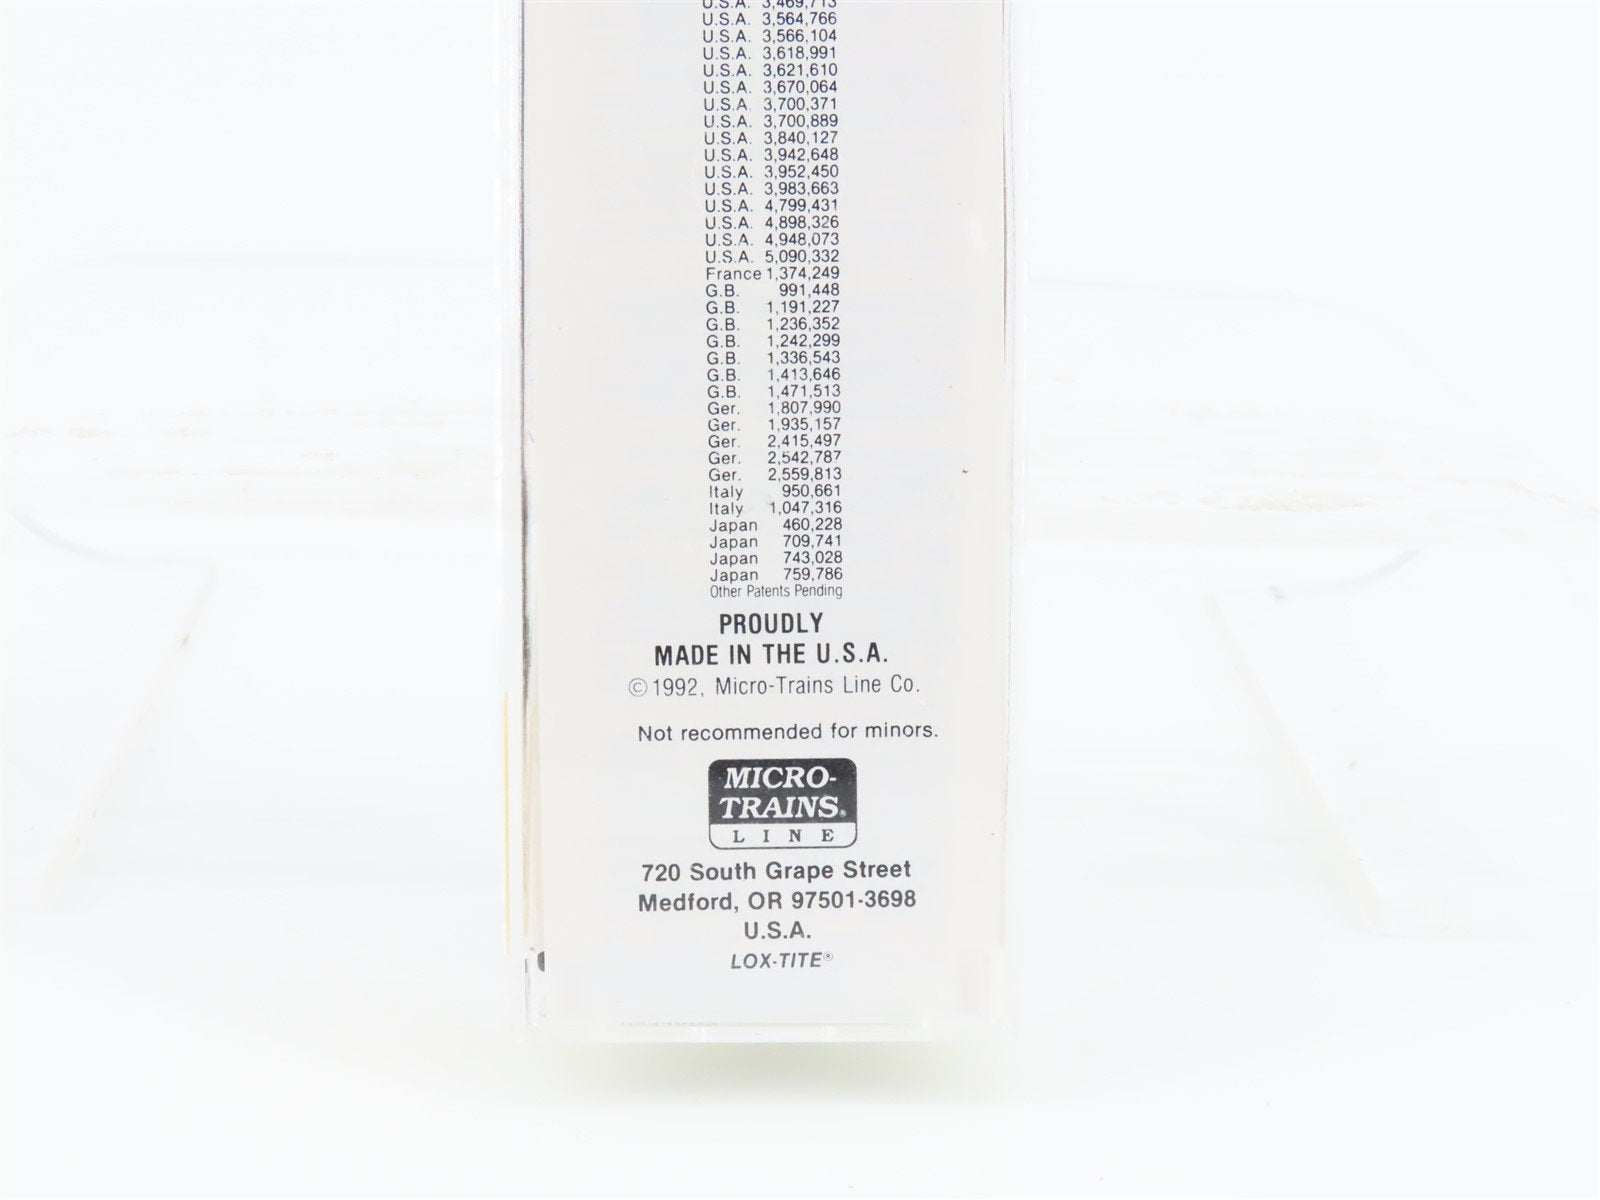 U.S.A. 3,469,713
U.S.A. 3,564,766
U.S.A. 3,566,104
U.S.A. 3,618,991
U.S.A. 3,621,610
U.S.A. 3,670,064
U.S.A. 3,700,371
U.S.A. 3,700,889
U.S.A. 3,840,127
U.S.A. 3,942,648
U.S.A. 3,952,450
U.S.A. 3,983,663
U.S.A. 4,799,431
U.S.A. 4,898,326
U.S.A. 4,948,073
U.S.A. 5,090,332
France 1,374,249
G.B. 991,448
G.B. 1,191,227
G.B. 1,236,352
G.B. 1,242,299
G.B. 1,336,543
G.B. 1,413,646
G.B. 1,471,513
Ger. 1,807,990
Ger. 1,935,157
Ger. 2,415,497
Ger. 2,542,787
Ger. 2,559,813
Italy 950,661
Italy 1,047,316
Japan 460,228
Japan 709,741
Japan 743,028
Japan 759,786
Other Patents Pending
PROUDLY
MADE IN THE U.S.A.
©1992, Micro-Trains Line Co.
Not recommended for minors.
MICRO-
TRAINS®
LINE
720 South Grape Street
Medford, OR 97501-3698
U.S.A.
LOX-TITE®